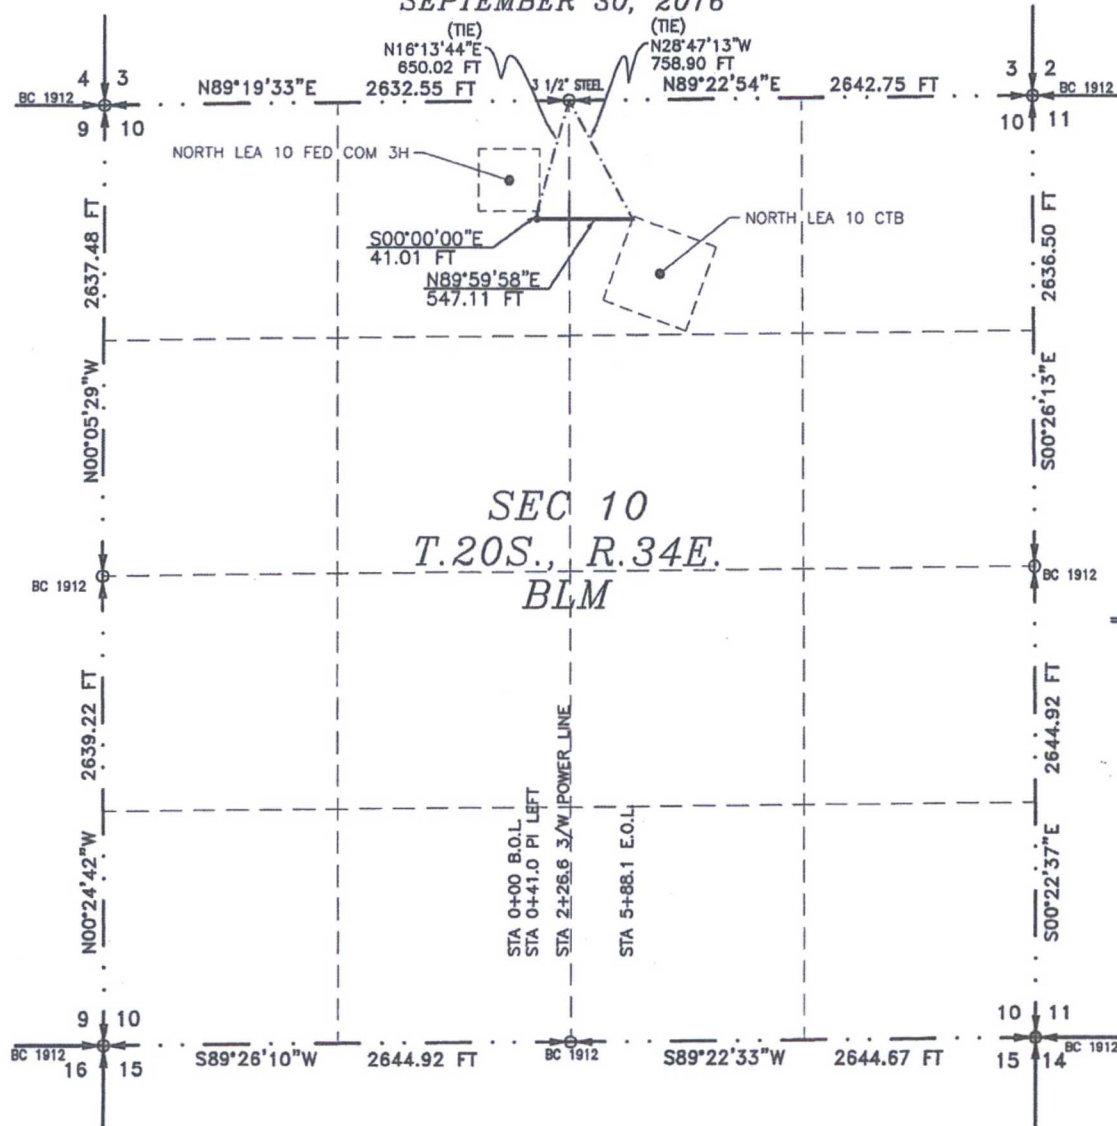 SEPTEMBER 30, 2016
(TIE)
N16°13'44"E
650.02 FT
(TIE)
N28°47'13"W
758.90 FT
4 3
9 10
N89°19'33"E 2632.55 FT
3 1/2" STEEL
N89°22'54"E 2642.75 FT
3 2
10 11
BC 1912
NORTH LEA 10 FED COM 3H
NORTH LEA 10 CTB
S00°00'00"E
41.01 FT
N89°59'58"E
547.11 FT
N00°05'29"W 2637.48 FT
S00°26'13"E 2636.50 FT
SEC 10
T.20S., R.34E.
BLM
BC 1912
BC 1912
N00°24'42"W 2639.22 FT
STA 0+00 B.O.L.
STA 0+41.0 PI LEFT
STA 2+26.6 3/W POWER LINE
STA 5+88.1 E.O.L.
S00°22'37"E 2644.92 FT
9 10
16 15
BC 1912
S89°26'10"W 2644.92 FT
BC 1912
S89°22'33"W 2644.67 FT
10 11
15 14
BC 1912
BC 1912